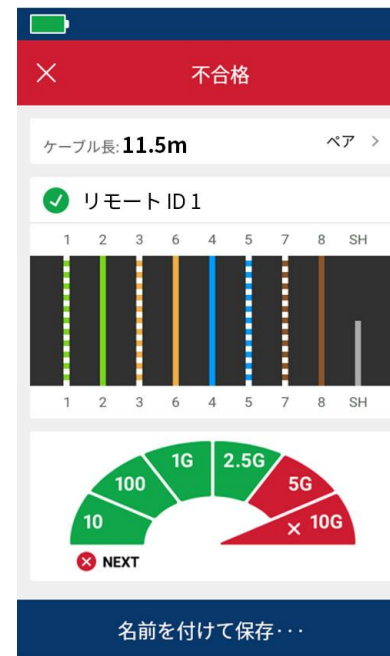 不合格
ケーブル長: 11.5m ペア >
リモート ID 1
1 2 3 6 4 5 7 8 SH
1 2 3 6 4 5 7 8 SH
10 100 1G 2.5G 5G 10G
NEXT
名前を付けて保存･･･